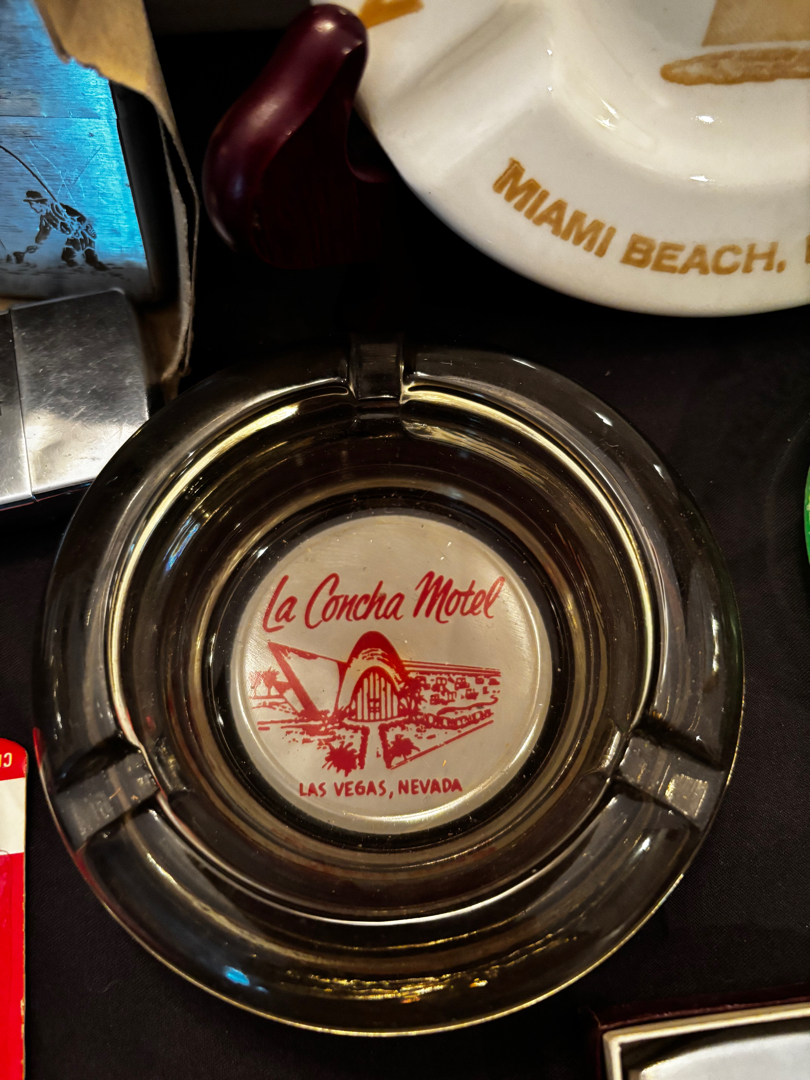 MIAMI BEACH,
La Concha Motel
LAS VEGAS, NEVADA